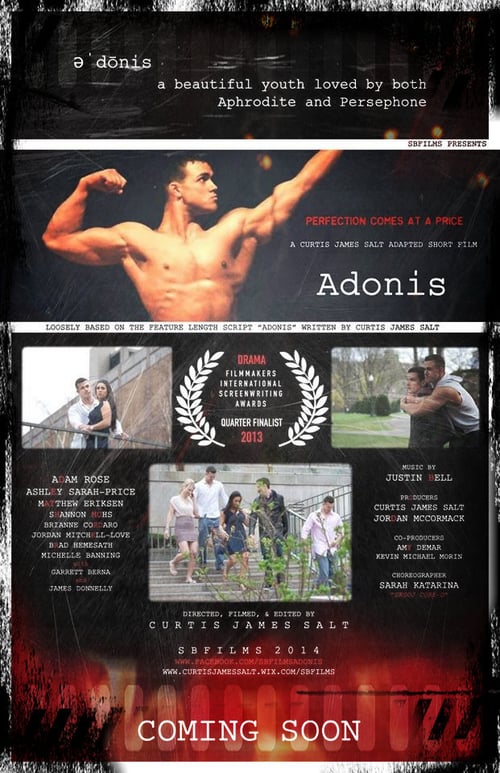 əˈdōnis
a beautiful youth loved by both
Aphrodite and Persephone
SBFILMS PRESENTS
PERFECTION COMES AT A PRICE
A CURTIS JAMES SALT ADAPTED SHORT FILM
Adonis
LOOSELY BASED ON THE FEATURE LENGTH SCRIPT "ADONIS" WRITTEN BY CURTIS JAMES SALT
DRAMA
FILMMAKERS
INTERNATIONAL
SCREENWRITING
AWARDS
QUARTER FINALIST
2013
ADAM ROSE
ASHLEY SARAH-PRICE
MATTHEW ERIKSEN
SHANNON MOHS
BRIANNE CORDARO
JORDAN MITCHELL-LOVE
BRAD HEMESATH
MICHELLE BANNING
with
GARRETT BERNA
and
JAMES DONNELLY
MUSIC BY
JUSTIN BELL
PRODUCERS
CURTIS JAMES SALT
JORDAN MCCORMACK
CO-PRODUCERS
AMY DEMAR
KEVIN MICHAEL MORIN
CHOREOGRAPHER
SARAH KATARINA
DIRECTED, FILMED, & EDITED BY
CURTIS JAMES SALT
SBFILMS 2014
WWW.FACEBOOK.COM/SBFILMSADONIS
WWW.CURTISJAMESSALT.WIX.COM/SBFILMS
COMING SOON